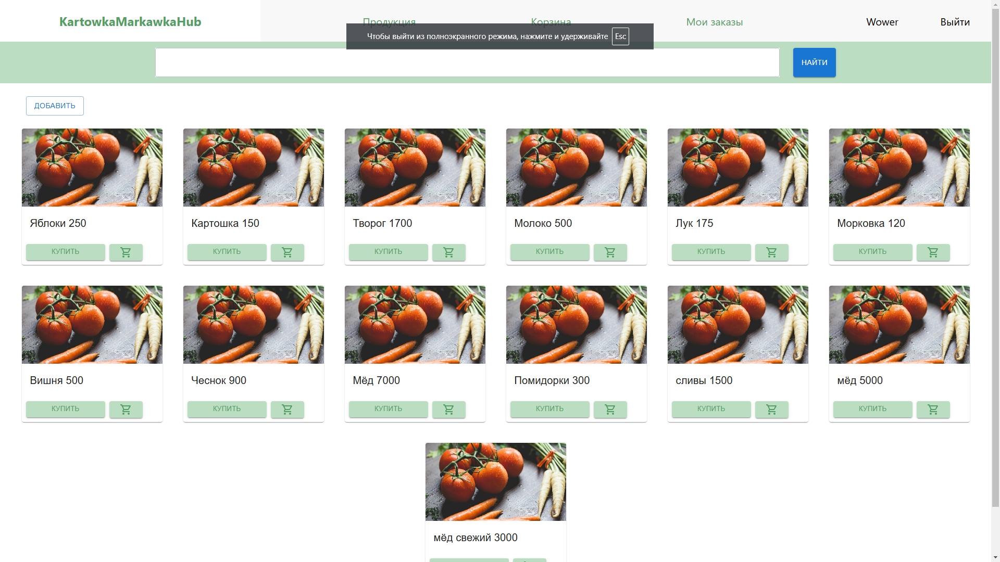 KartowkaMarkawkaHub
Продукция
Корзина
Мои заказы
Wower
Выйти
Чтобы выйти из полноэкранного режима, нажмите и удерживайте Esc
НАЙТИ
ДОБАВИТЬ
Яблоки 250
Картошка 150
Творог 1700
Молоко 500
Лук 175
Морковка 120
КУПИТЬ
КУПИТЬ
КУПИТЬ
КУПИТЬ
КУПИТЬ
КУПИТЬ
Вишня 500
Чеснок 900
Мёд 7000
Помидорки 300
сливы 1500
мёд 5000
КУПИТЬ
КУПИТЬ
КУПИТЬ
КУПИТЬ
КУПИТЬ
КУПИТЬ
мёд свежий 3000